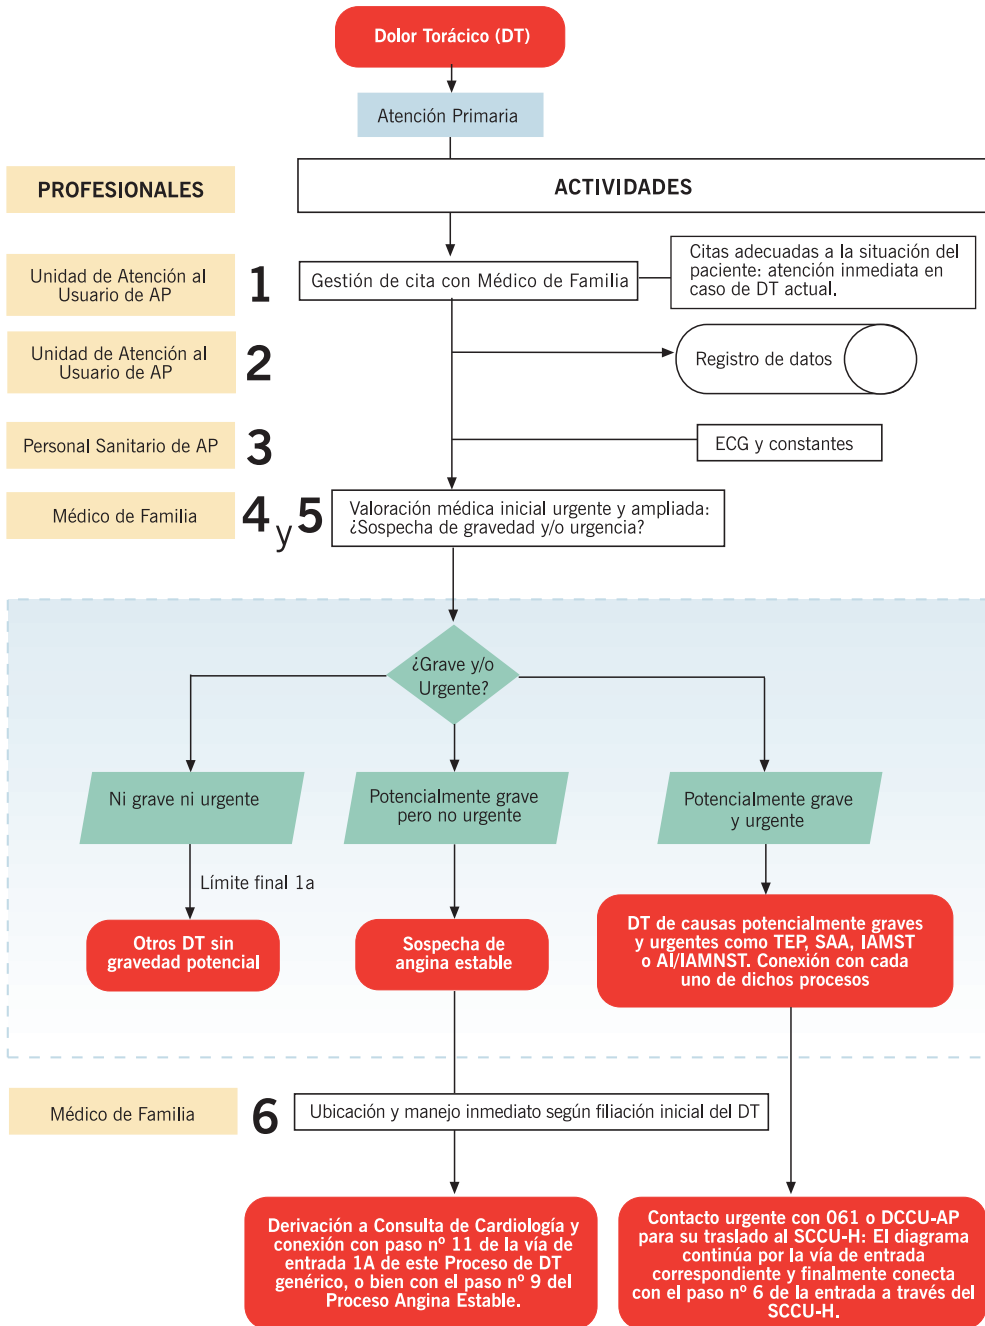 Dolor Torácico (DT)
Atención Primaria
PROFESIONALES
ACTIVIDADES
Unidad de Atención al
Usuario de AP
1
Gestión de cita con Médico de Familia
Citas adecuadas a la situación del
paciente: atención inmediata en
caso de DT actual.
Unidad de Atención al
Usuario de AP
2
Registro de datos
Personal Sanitario de AP
3
ECG y constantes
Médico de Familia
4 y 5
Valoración médica inicial urgente y ampliada:
¿Sospecha de gravedad y/o urgencia?
¿Grave y/o
Urgente?
Ni grave ni urgente
Potencialmente grave
pero no urgente
Potencialmente grave
y urgente
Límite final 1a
Otros DT sin
gravedad potencial
Sospecha de
angina estable
DT de causas potencialmente graves
y urgentes como TEP, SAA, IAMST
o AI/IAMNST. Conexión con cada
uno de dichos procesos
Médico de Familia
6
Ubicación y manejo inmediato según filiación inicial del DT
Derivación a Consulta de Cardiología y
conexión con paso nº 11 de la vía de
entrada 1A de este Proceso de DT
genérico, o bien con el paso nº 9 del
Proceso Angina Estable.
Contacto urgente con 061 o DCCU-AP
para su traslado al SCCU-H: El diagrama
continúa por la vía de entrada
correspondiente y finalmente conecta
con el paso nº 6 de la entrada a través del
SCCU-H.